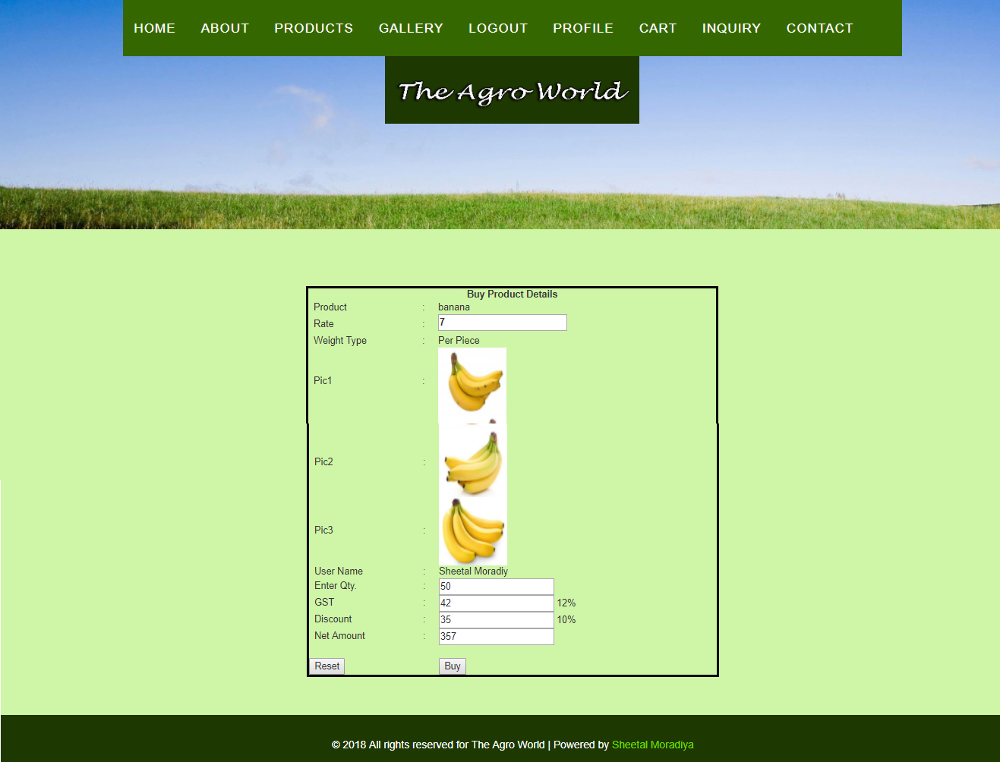 HOME ABOUT PRODUCTS GALLERY LOGOUT PROFILE CART INQUIRY CONTACT
The Agro World
Buy Product Details
Product : banana
Rate : 7
Weight Type : Per Piece
Pic1 :
Pic2 :
Pic3 :
User Name : Sheetal Moradiy
Enter Qty. : 50
GST : 42 12%
Discount : 35 10%
Net Amount : 357
Reset Buy
© 2018 All rights reserved for The Agro World | Powered by Sheetal Moradiya